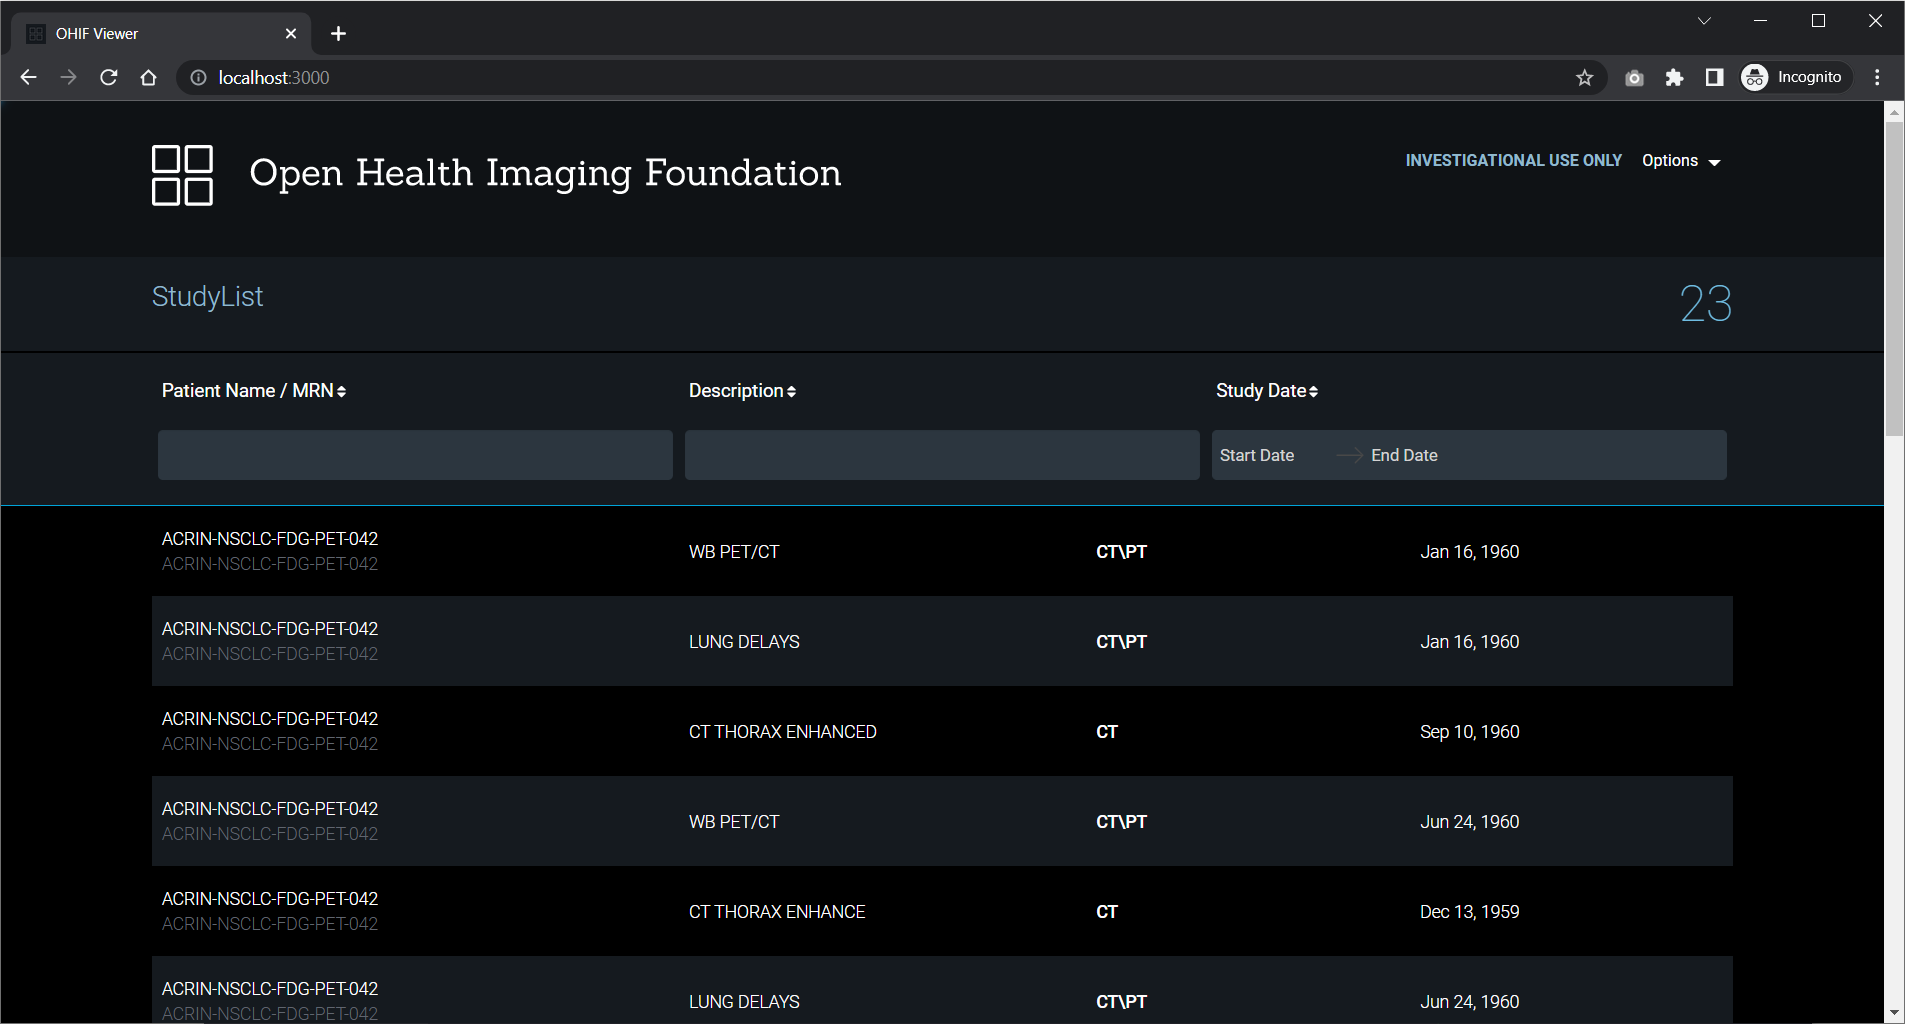 OHIF Viewer
localhost:3000
Incognito
Open Health Imaging Foundation
INVESTIGATIONAL USE ONLY Options
StudyList
23
Patient Name / MRN Description Study Date
Start Date End Date
ACRIN-NSCLC-FDG-PET-042
ACRIN-NSCLC-FDG-PET-042
WB PET/CT CT\PT Jan 16, 1960
ACRIN-NSCLC-FDG-PET-042
ACRIN-NSCLC-FDG-PET-042
LUNG DELAYS CT\PT Jan 16, 1960
ACRIN-NSCLC-FDG-PET-042
ACRIN-NSCLC-FDG-PET-042
CT THORAX ENHANCED CT Sep 10, 1960
ACRIN-NSCLC-FDG-PET-042
ACRIN-NSCLC-FDG-PET-042
WB PET/CT CT\PT Jun 24, 1960
ACRIN-NSCLC-FDG-PET-042
ACRIN-NSCLC-FDG-PET-042
CT THORAX ENHANCE CT Dec 13, 1959
ACRIN-NSCLC-FDG-PET-042
ACRIN-NSCLC-FDG-PET-042
LUNG DELAYS CT\PT Jun 24, 1960